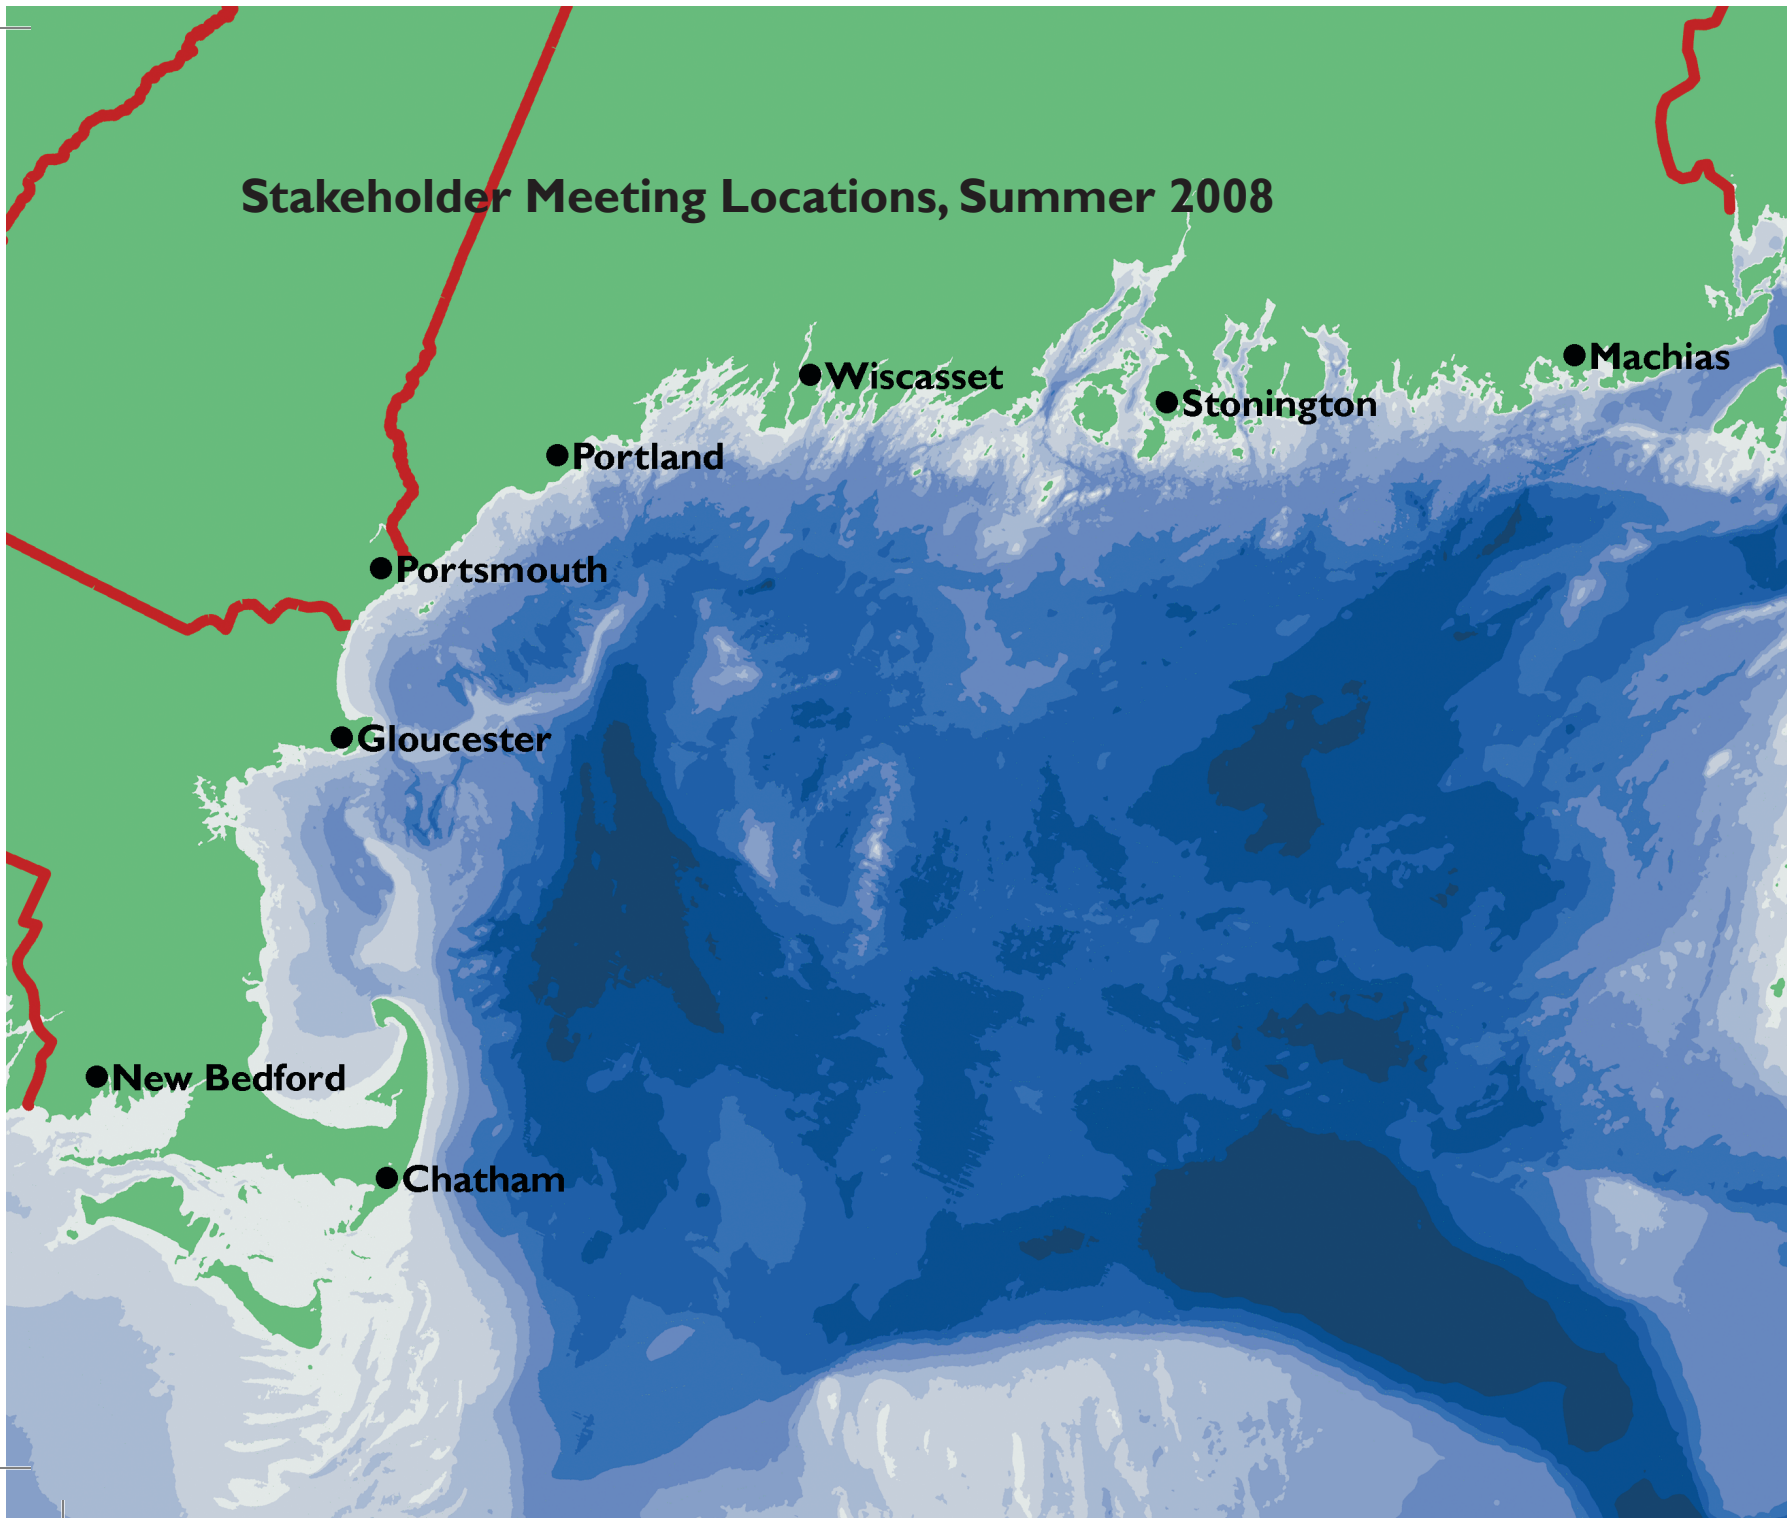 Stakeholder Meeting Locations, Summer 2008
Machias
Wiscasset
Stonington
Portland
Portsmouth
Gloucester
New Bedford
Chatham